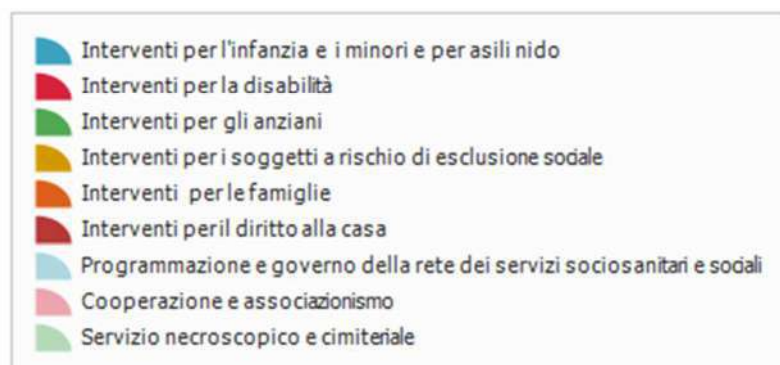 Interventi per l'infanzia e i minori e per asili nido
Interventi per la disabilità
Interventi per gli anziani
Interventi per i soggetti a rischio di esclusione sociale
Interventi per le famiglie
Interventi per il diritto alla casa
Programmazione e governo della rete dei servizi sociosanitari e sociali
Cooperazione e associazionismo
Servizio necroscopico e cimiteriale